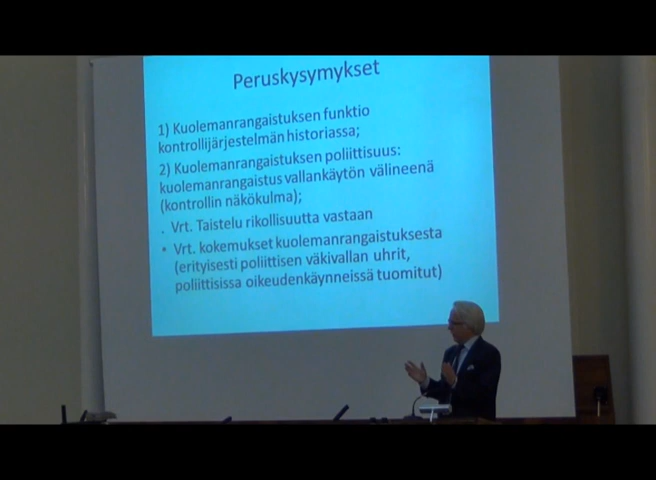 Peruskysymykset
1) Kuolemanrangaistuksen funktio
kontrollijärjestelmän historiassa;
2) Kuolemanrangaistuksen poliittisuus:
kuolemanrangaistus vallankäytön välineenä
(kontrollin näkökulma);
. Vrt. Taistelu rikollisuutta vastaan
• Vrt. kokemukset kuolemanrangaistuksesta
(erityisesti poliittisen väkivallan uhrit,
poliittisissa oikeudenkäynneissä tuomitut)